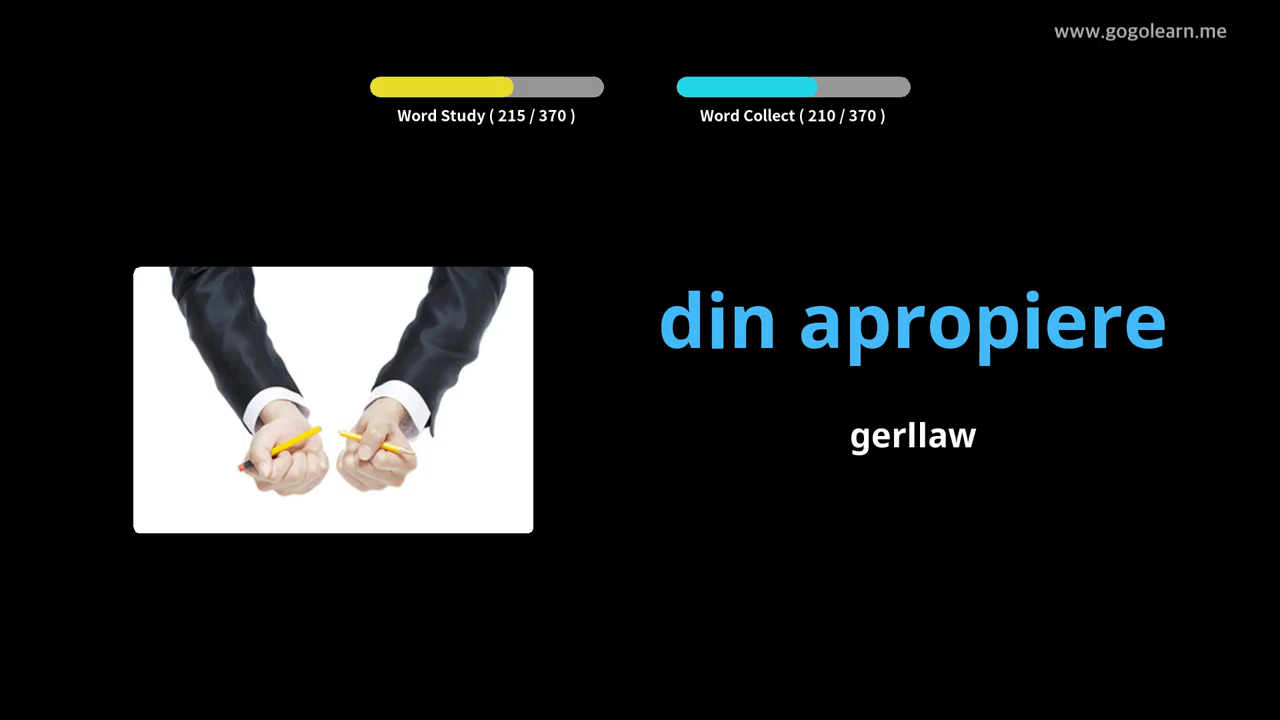 www.gogolearn.me
Word Study ( 215 / 370 )
Word Collect ( 210 / 370 )
din apropiere
gerllaw